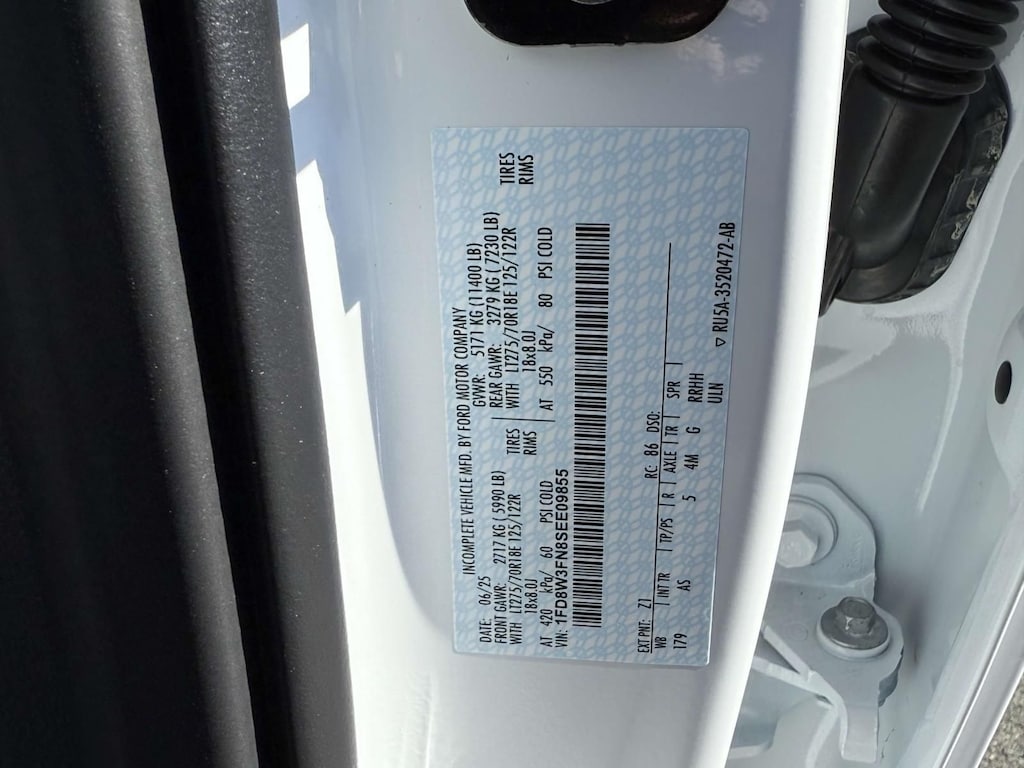 INCOMPLETE VEHICLE MFD. BY FORD MOTOR COMPANY
DATE: 06/25 GVWR: 5171 KG (11400 LB)
FRONT GAWR: 2717 KG ( 5990 LB) REAR GAWR: 3279 KG ( 7230 LB)
WITH LT275/70R18E 125/122R TIRES WITH LT275/70R18E 125/122R TIRES
18x8.0J RIMS 18x8.0J RIMS
AT 420 kPa/ 60 PSI COLD AT 550 kPa/ 80 PSI COLD
VIN: 1FD8W3FN8SEE09855
EXT PNT: Z1 RC: 86 DSO:
WB INT TR TP/PS R AXLE TR SPR
179 AS 5 4M G RRHH
ULN
▽ RU5A-3520472-AB